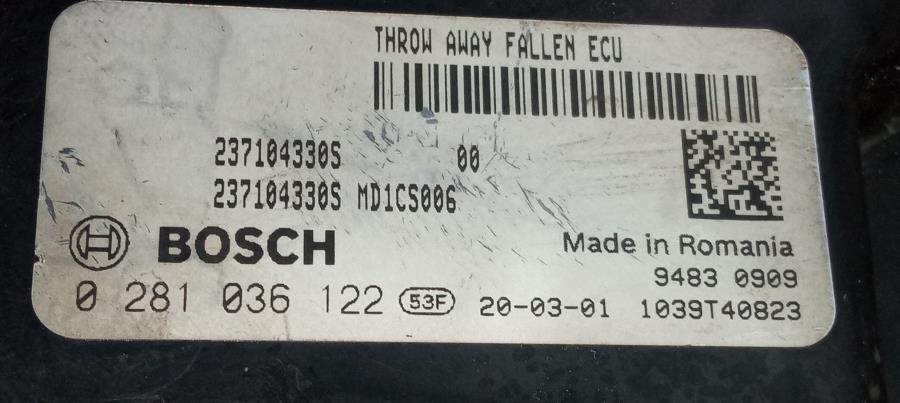 THROW AWAY FALLEN ECU
237104330S 00
237104330S MD1CS006
BOSCH
Made in Romania
9483 0909
0 281 036 122 53F 20-03-01 1039T40823